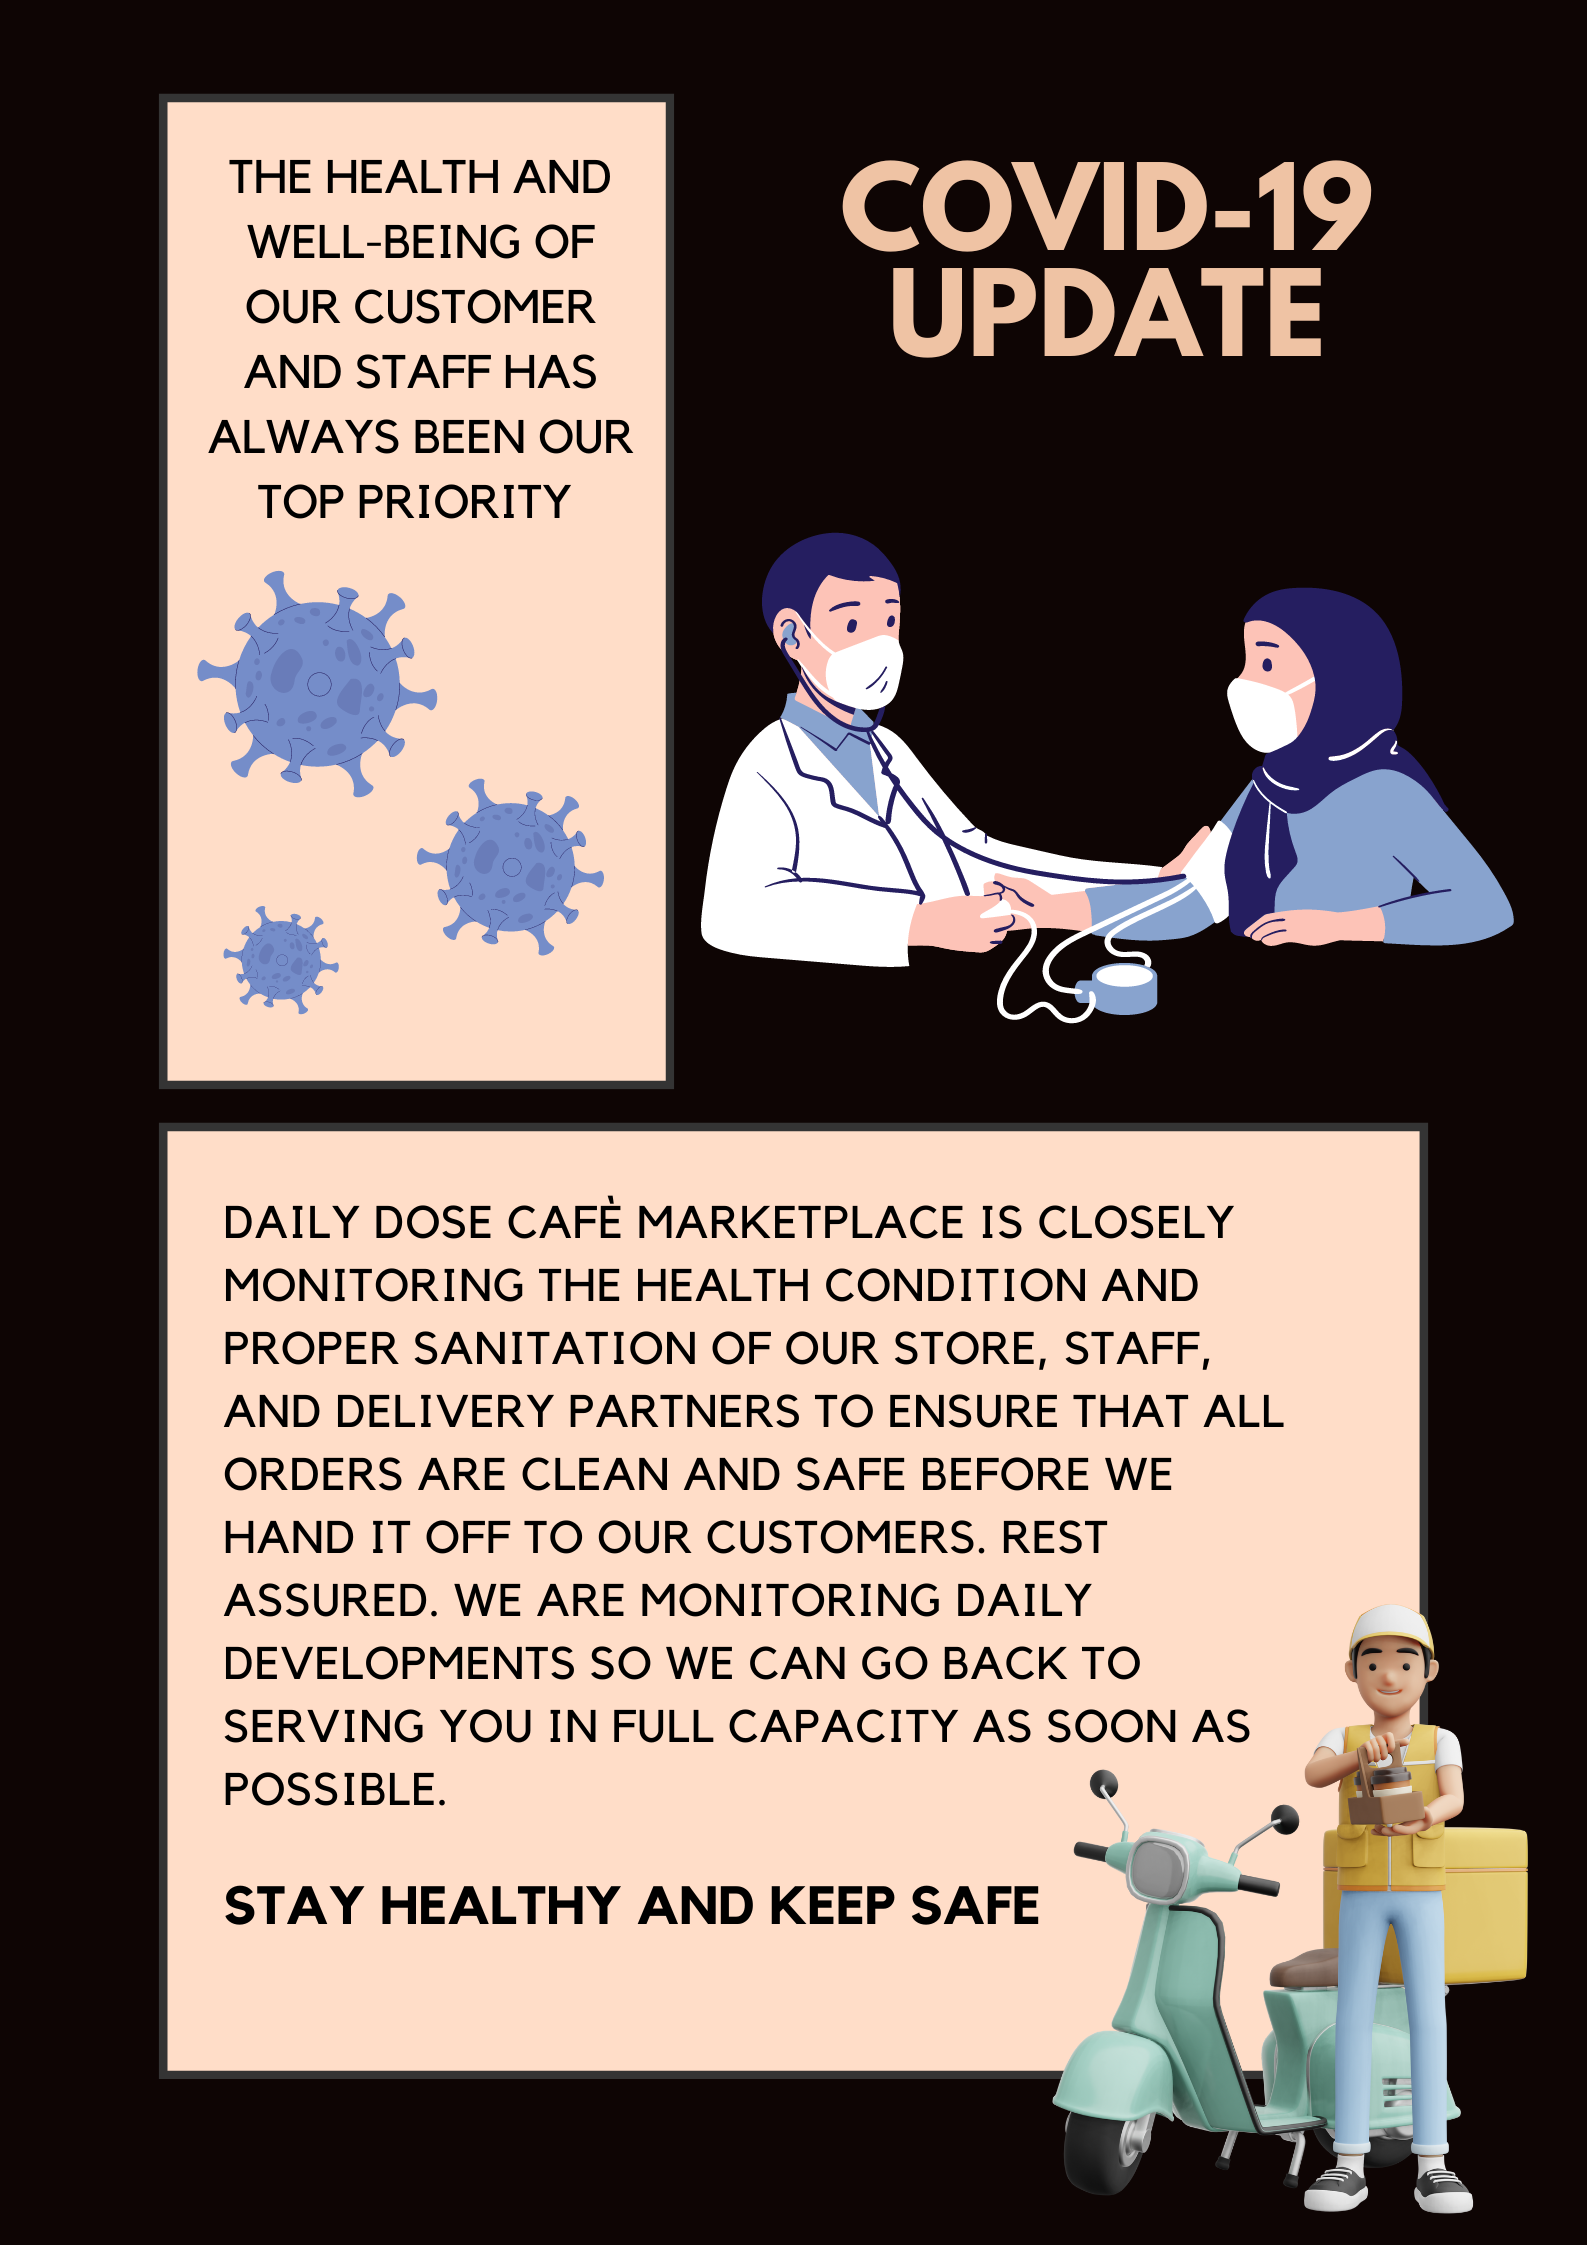 THE HEALTH AND
WELL-BEING OF
OUR CUSTOMER
AND STAFF HAS
ALWAYS BEEN OUR
TOP PRIORITY
COVID-19
UPDATE
DAILY DOSE CAFÈ MARKETPLACE IS CLOSELY
MONITORING THE HEALTH CONDITION AND
PROPER SANITATION OF OUR STORE, STAFF,
AND DELIVERY PARTNERS TO ENSURE THAT ALL
ORDERS ARE CLEAN AND SAFE BEFORE WE
HAND IT OFF TO OUR CUSTOMERS. REST
ASSURED. WE ARE MONITORING DAILY
DEVELOPMENTS SO WE CAN GO BACK TO
SERVING YOU IN FULL CAPACITY AS SOON AS
POSSIBLE.
STAY HEALTHY AND KEEP SAFE